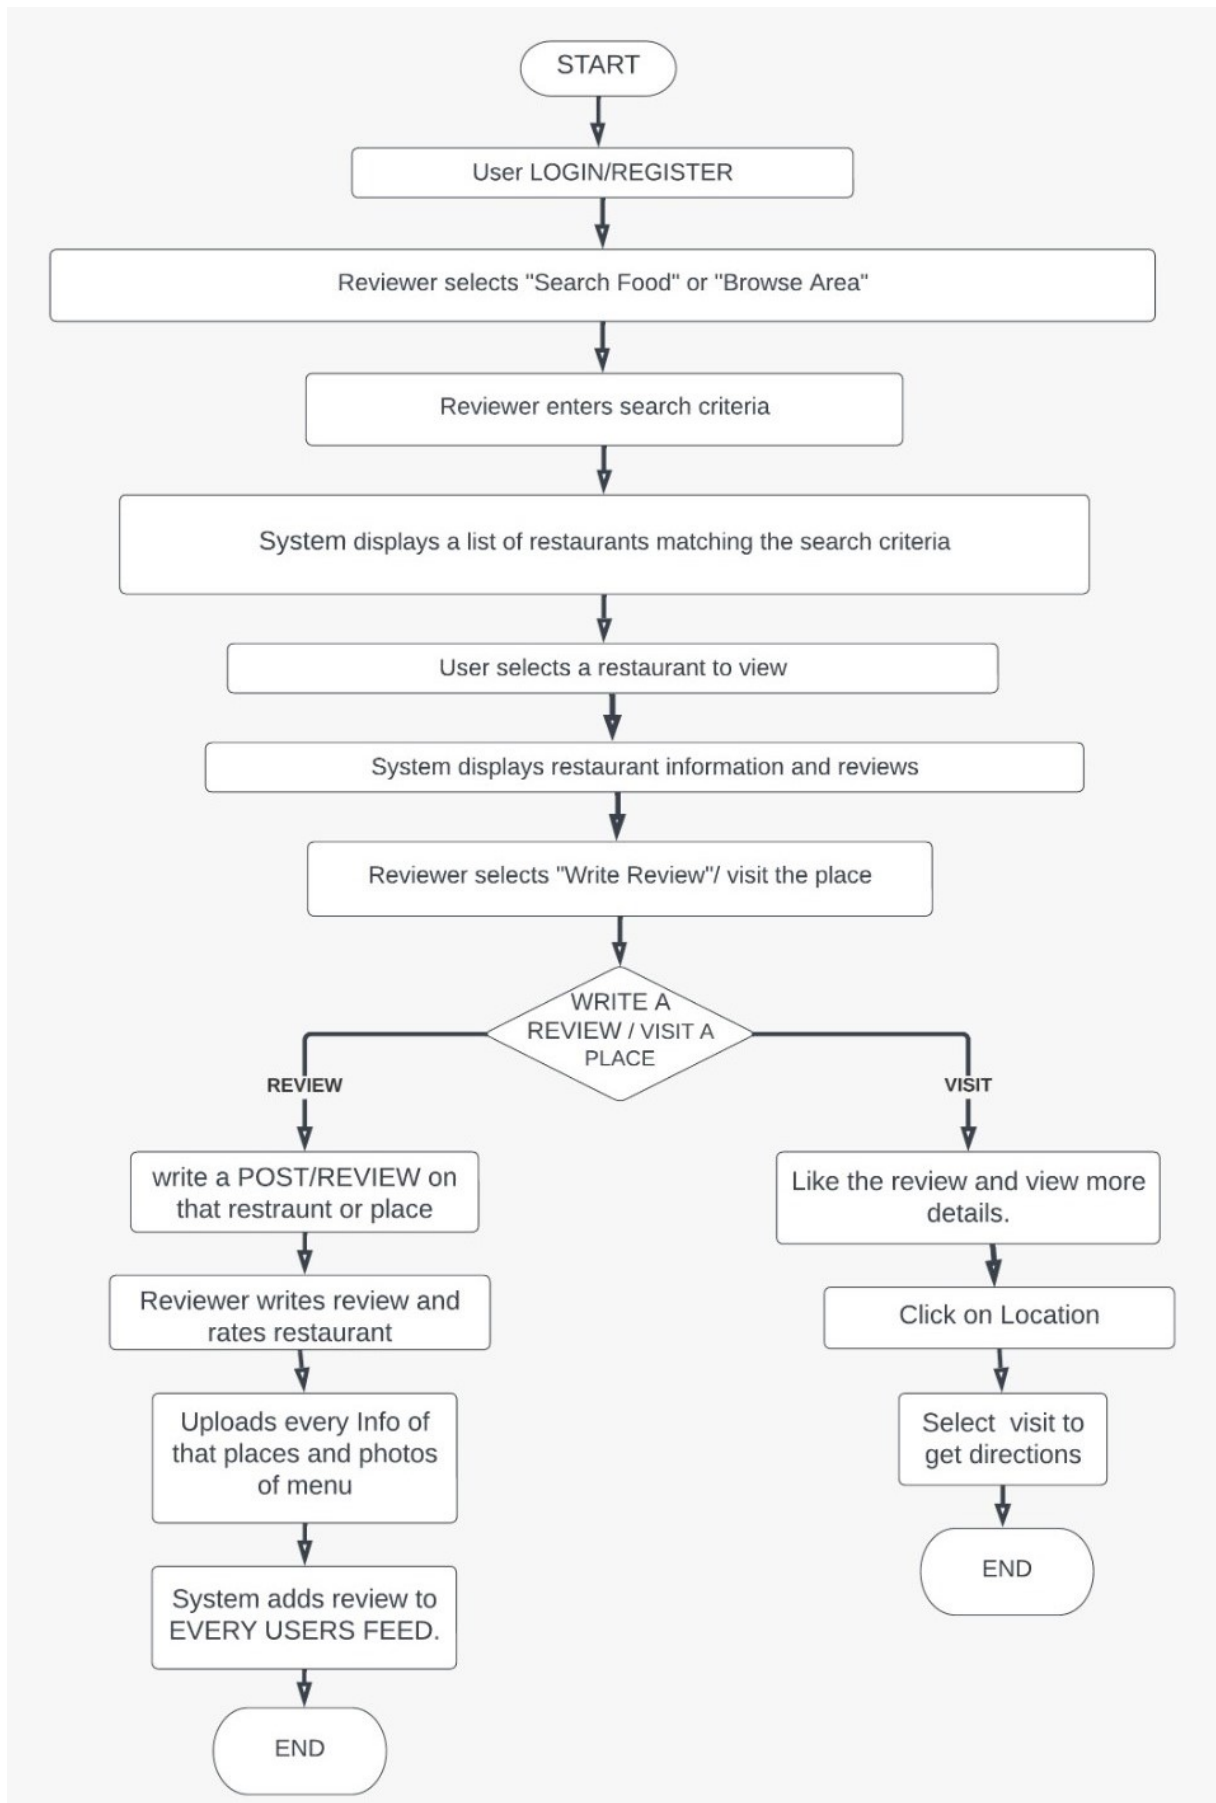 START
User LOGIN/REGISTER
Reviewer selects "Search Food" or "Browse Area"
Reviewer enters search criteria
System displays a list of restaurants matching the search criteria
User selects a restaurant to view
System displays restaurant information and reviews
Reviewer selects "Write Review"/ visit the place
WRITE A
REVIEW / VISIT A
PLACE
REVIEW
VISIT
write a POST/REVIEW on
that restraunt or place
Reviewer writes review and
rates restaurant
Uploads every Info of
that places and photos
of menu
System adds review to
EVERY USERS FEED.
END
Like the review and view more
details.
Click on Location
Select visit to
get directions
END